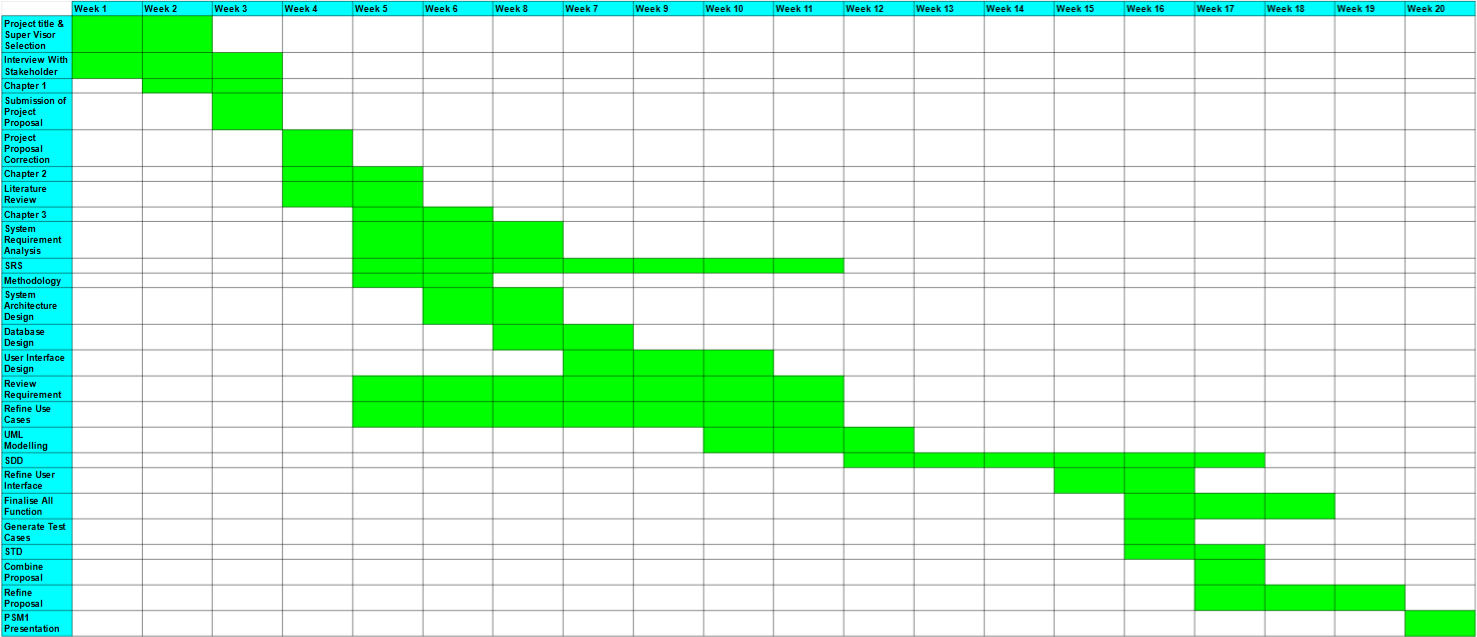 Week 1 Week 2 Week 3 Week 4 Week 5 Week 6 Week 8 Week 7 Week 9 Week 10 Week 11 Week 12 Week 13 Week 14 Week 15 Week 16 Week 17 Week 18 Week 19 Week 20
Project title &
Super Visor
Selection
Interview With
Stakeholder
Chapter 1
Submission of
Project
Proposal
Project
Proposal
Correction
Chapter 2
Literature
Review
Chapter 3
System
Requirement
Analysis
SRS
Methodology
System
Architecture
Design
Database
Design
User Interface
Design
Review
Requirement
Refine Use
Cases
UML
Modelling
SDD
Refine User
Interface
Finalise All
Function
Generate Test
Cases
STD
Combine
Proposal
Refine
Proposal
PSM1
Presentation